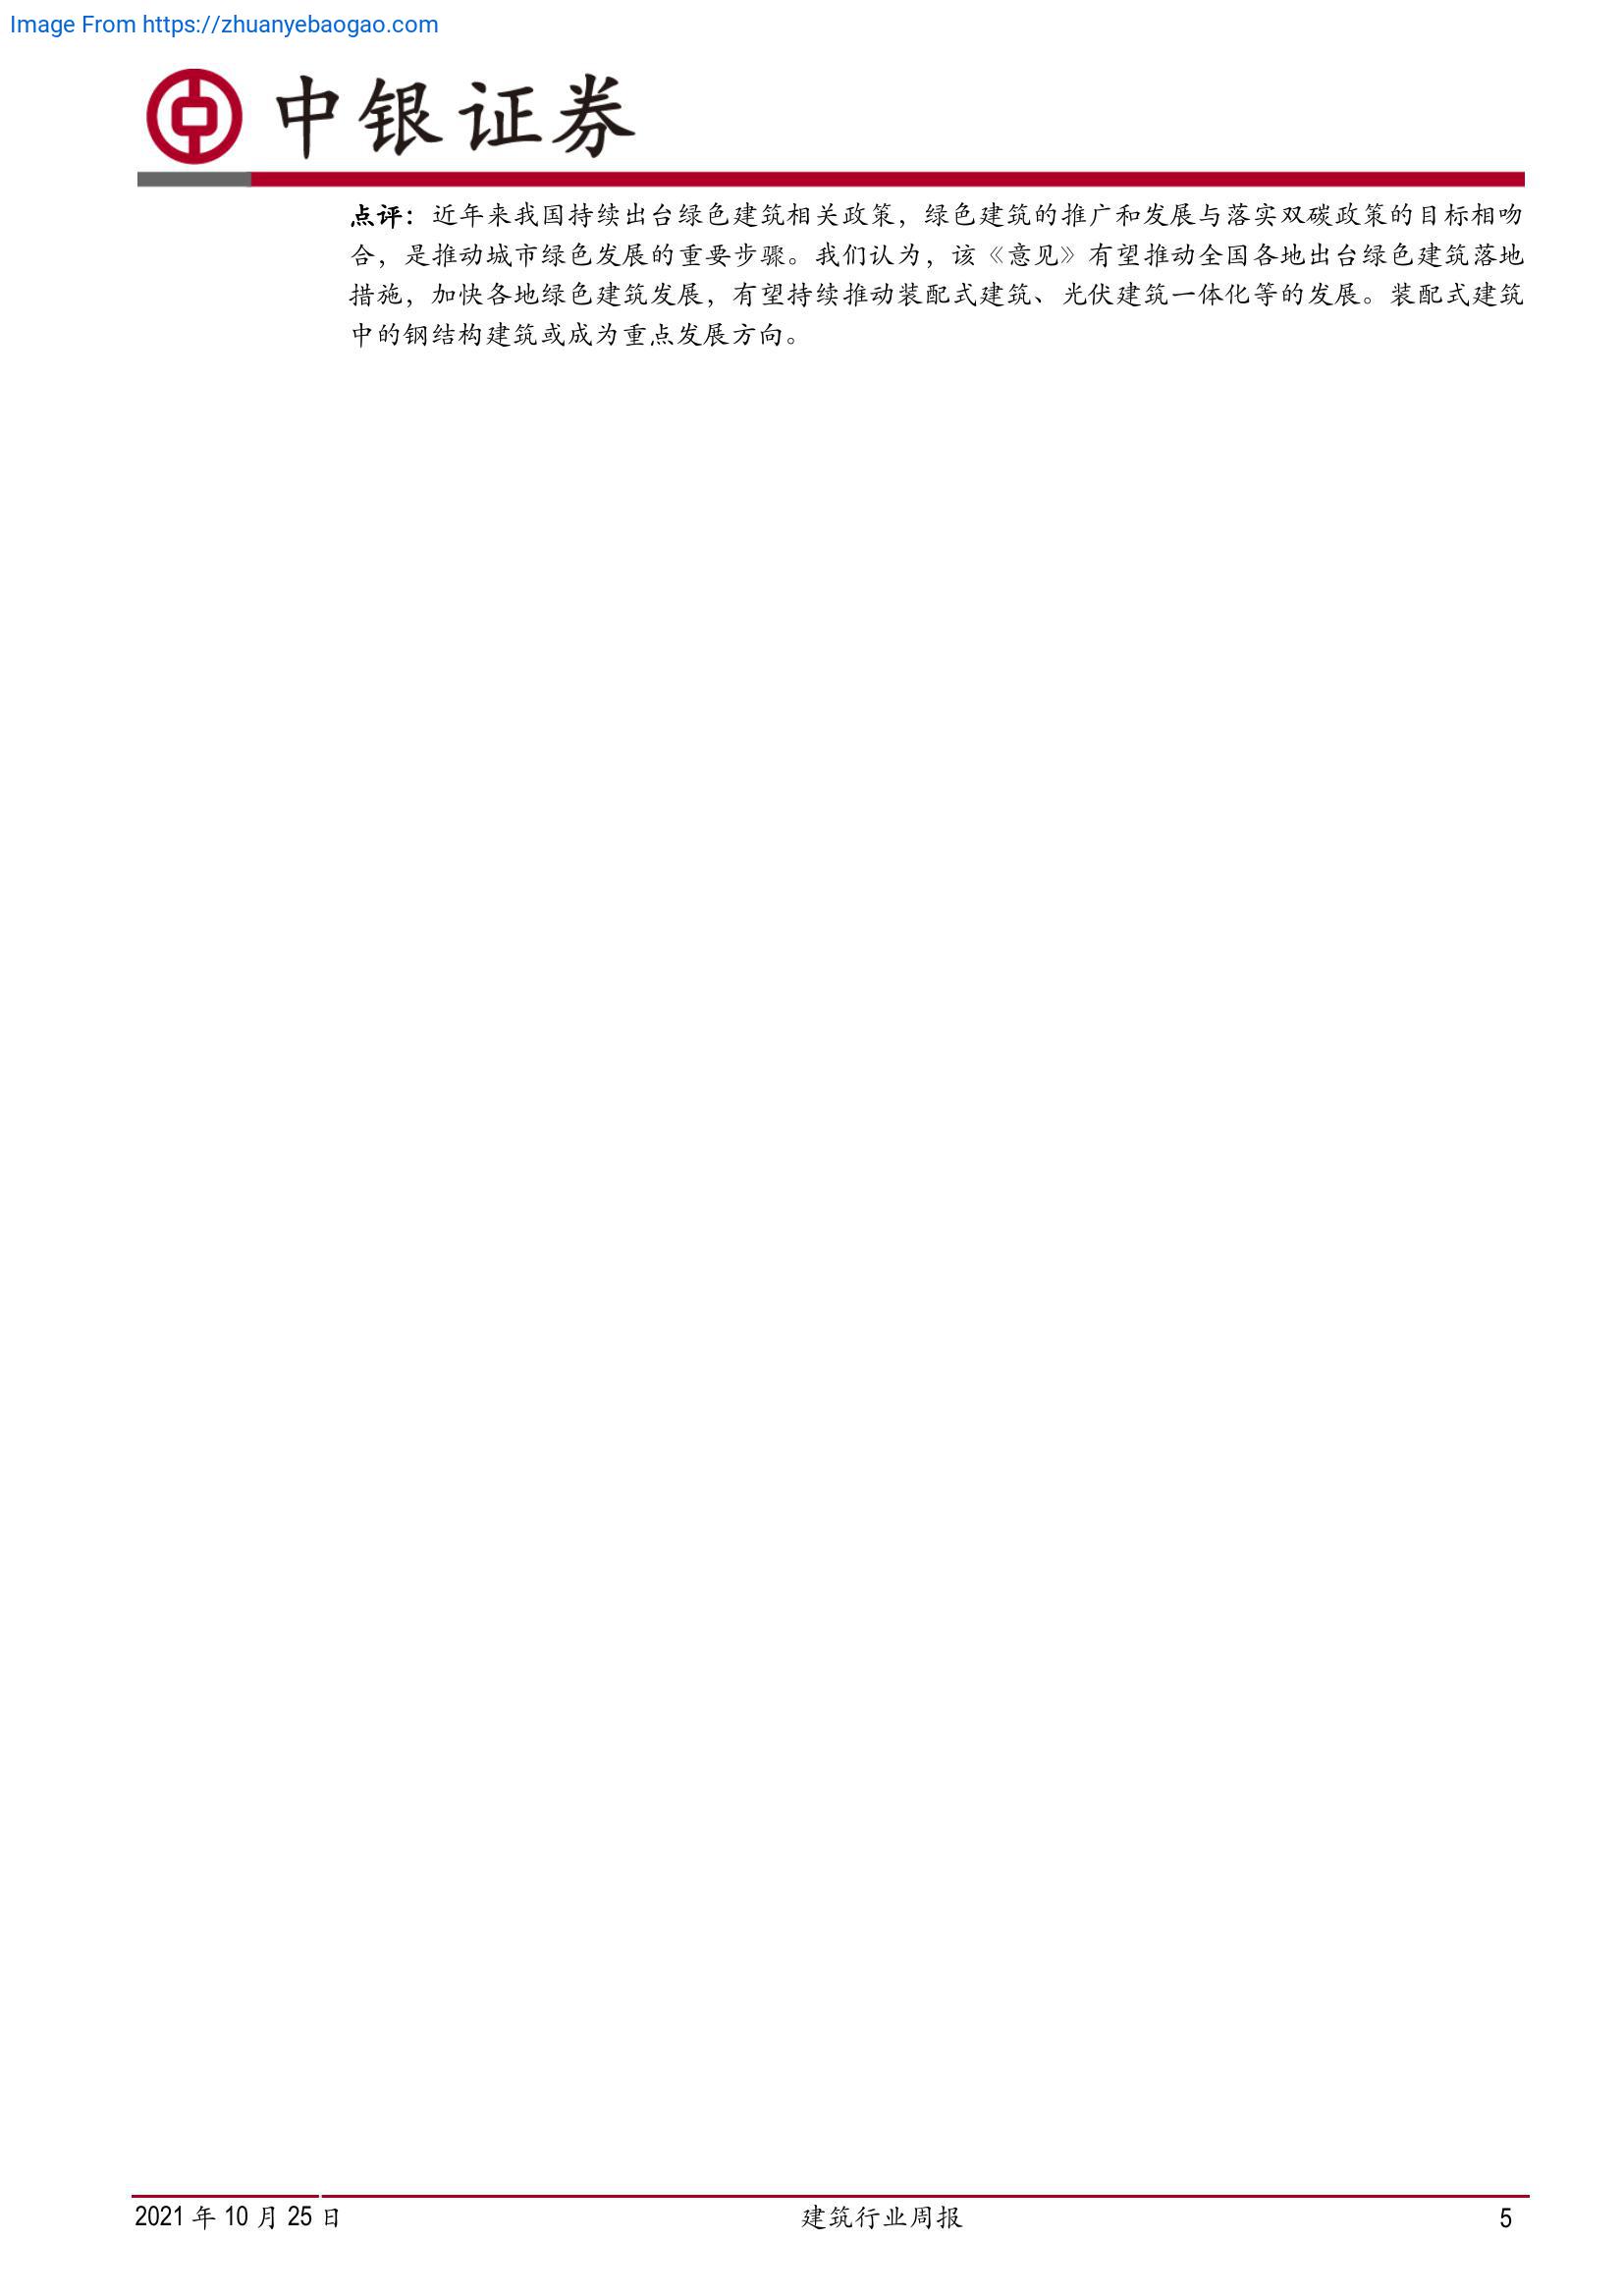 Image From https://zhuanyebaogao.com
中银证券
点评：近年来我国持续出台绿色建筑相关政策，绿色建筑的推广和发展与落实双碳政策的目标相吻
合，是推动城市绿色发展的重要步骤。我们认为，该《意见》有望推动全国各地出台绿色建筑落地
措施，加快各地绿色建筑发展，有望持续推动装配式建筑、光伏建筑一体化等的发展。装配式建筑
中的钢结构建筑或成为重点发展方向。
2021 年 10 月 25 日 建筑行业周报 5